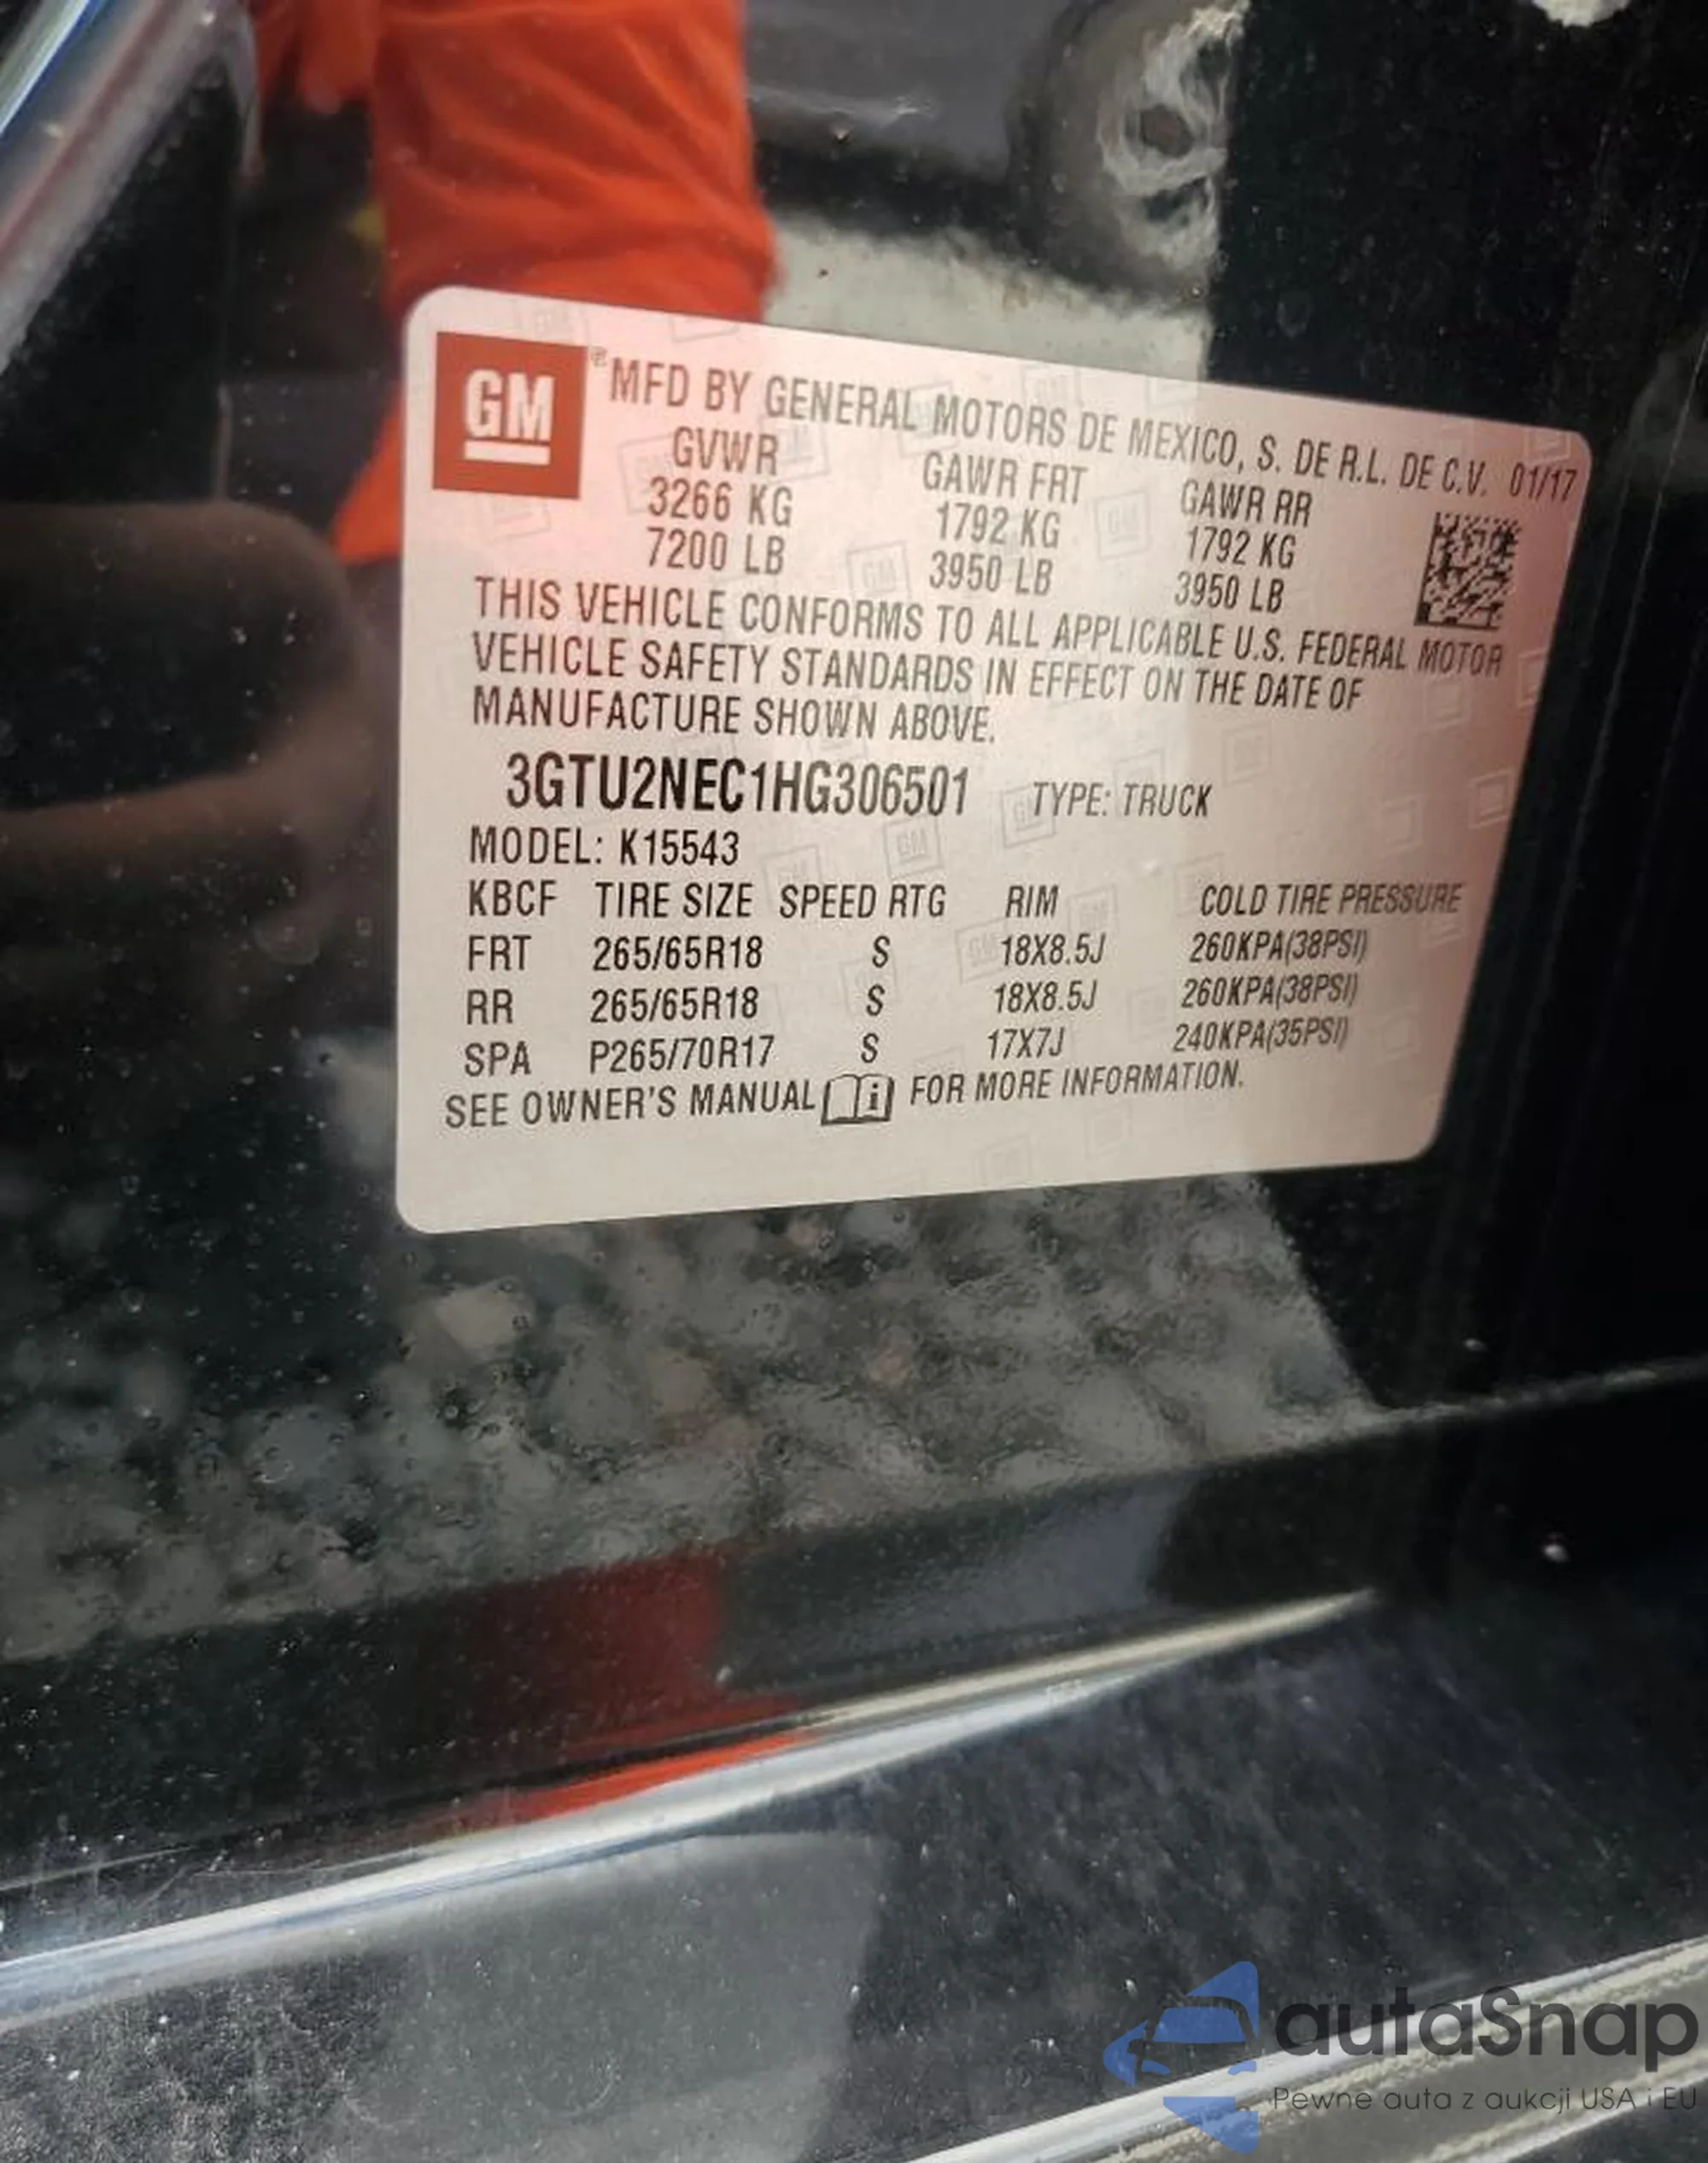 GM® MFD BY GENERAL MOTORS DE MEXICO, S. DE R.L. DE C.V. 01/17
GVWR GAWR FRT GAWR RR
3266 KG 1792 KG 1792 KG
7200 LB 3950 LB 3950 LB
THIS VEHICLE CONFORMS TO ALL APPLICABLE U.S. FEDERAL MOTOR
VEHICLE SAFETY STANDARDS IN EFFECT ON THE DATE OF
MANUFACTURE SHOWN ABOVE.
3GTU2NEC1HG306501 TYPE: TRUCK
MODEL: K15543
KBCF TIRE SIZE SPEED RTG RIM COLD TIRE PRESSURE
FRT 265/65R18 S 18X8.5J 260KPA(38PSI)
RR 265/65R18 S 18X8.5J 260KPA(38PSI)
SPA P265/70R17 S 17X7J 240KPA(35PSI)
SEE OWNER'S MANUAL i FOR MORE INFORMATION.
autaSnap
Pewne auta z aukcji USA i EU